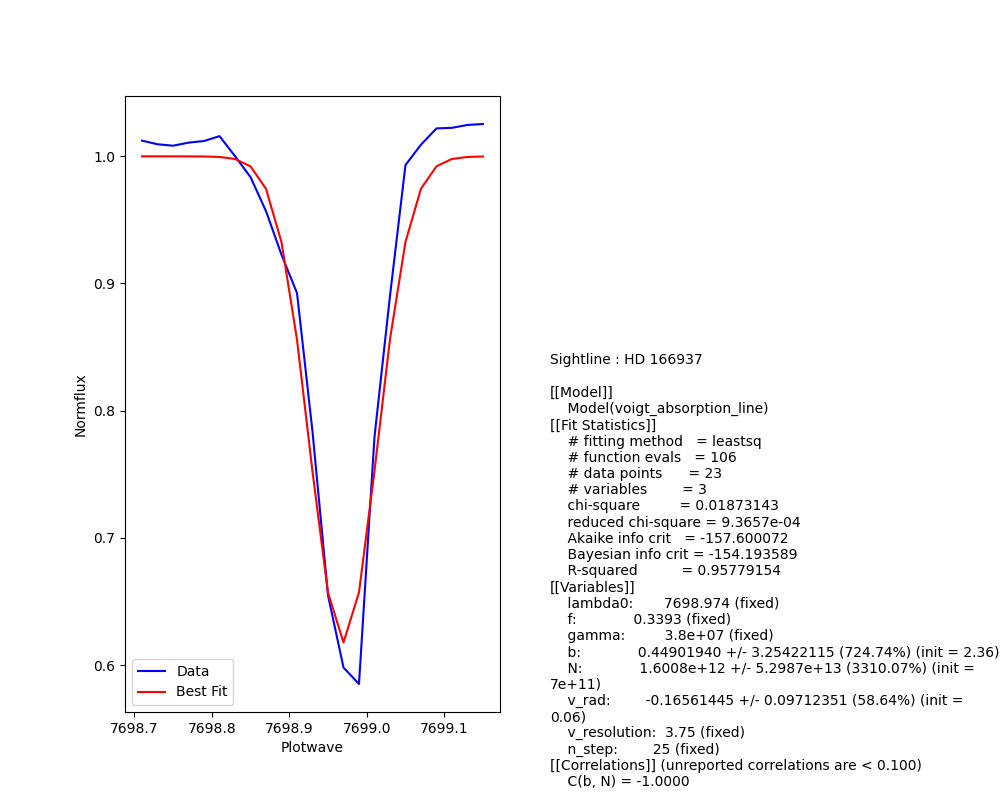 1.0
0.9
0.8
0.7
0.6
Normflux
Data
Best Fit
7698.7 7698.8 7698.9 7699.0 7699.1
Plotwave
Sightline : HD 166937
[[Model]]
Model(voigt_absorption_line)
[[Fit Statistics]]
# fitting method = leastsq
# function evals = 106
# data points = 23
# variables = 3
chi-square = 0.01873143
reduced chi-square = 9.3657e-04
Akaike info crit = -157.600072
Bayesian info crit = -154.193589
R-squared = 0.95779154
[[Variables]]
lambda0: 7698.974 (fixed)
f: 0.3393 (fixed)
gamma: 3.8e+07 (fixed)
b: 0.44901940 +/- 3.25422115 (724.74%) (init = 2.36)
N: 1.6008e+12 +/- 5.2987e+13 (3310.07%) (init =
7e+11)
v_rad: -0.16561445 +/- 0.09712351 (58.64%) (init =
0.06)
v_resolution: 3.75 (fixed)
n_step: 25 (fixed)
[[Correlations]] (unreported correlations are < 0.100)
C(b, N) = -1.0000